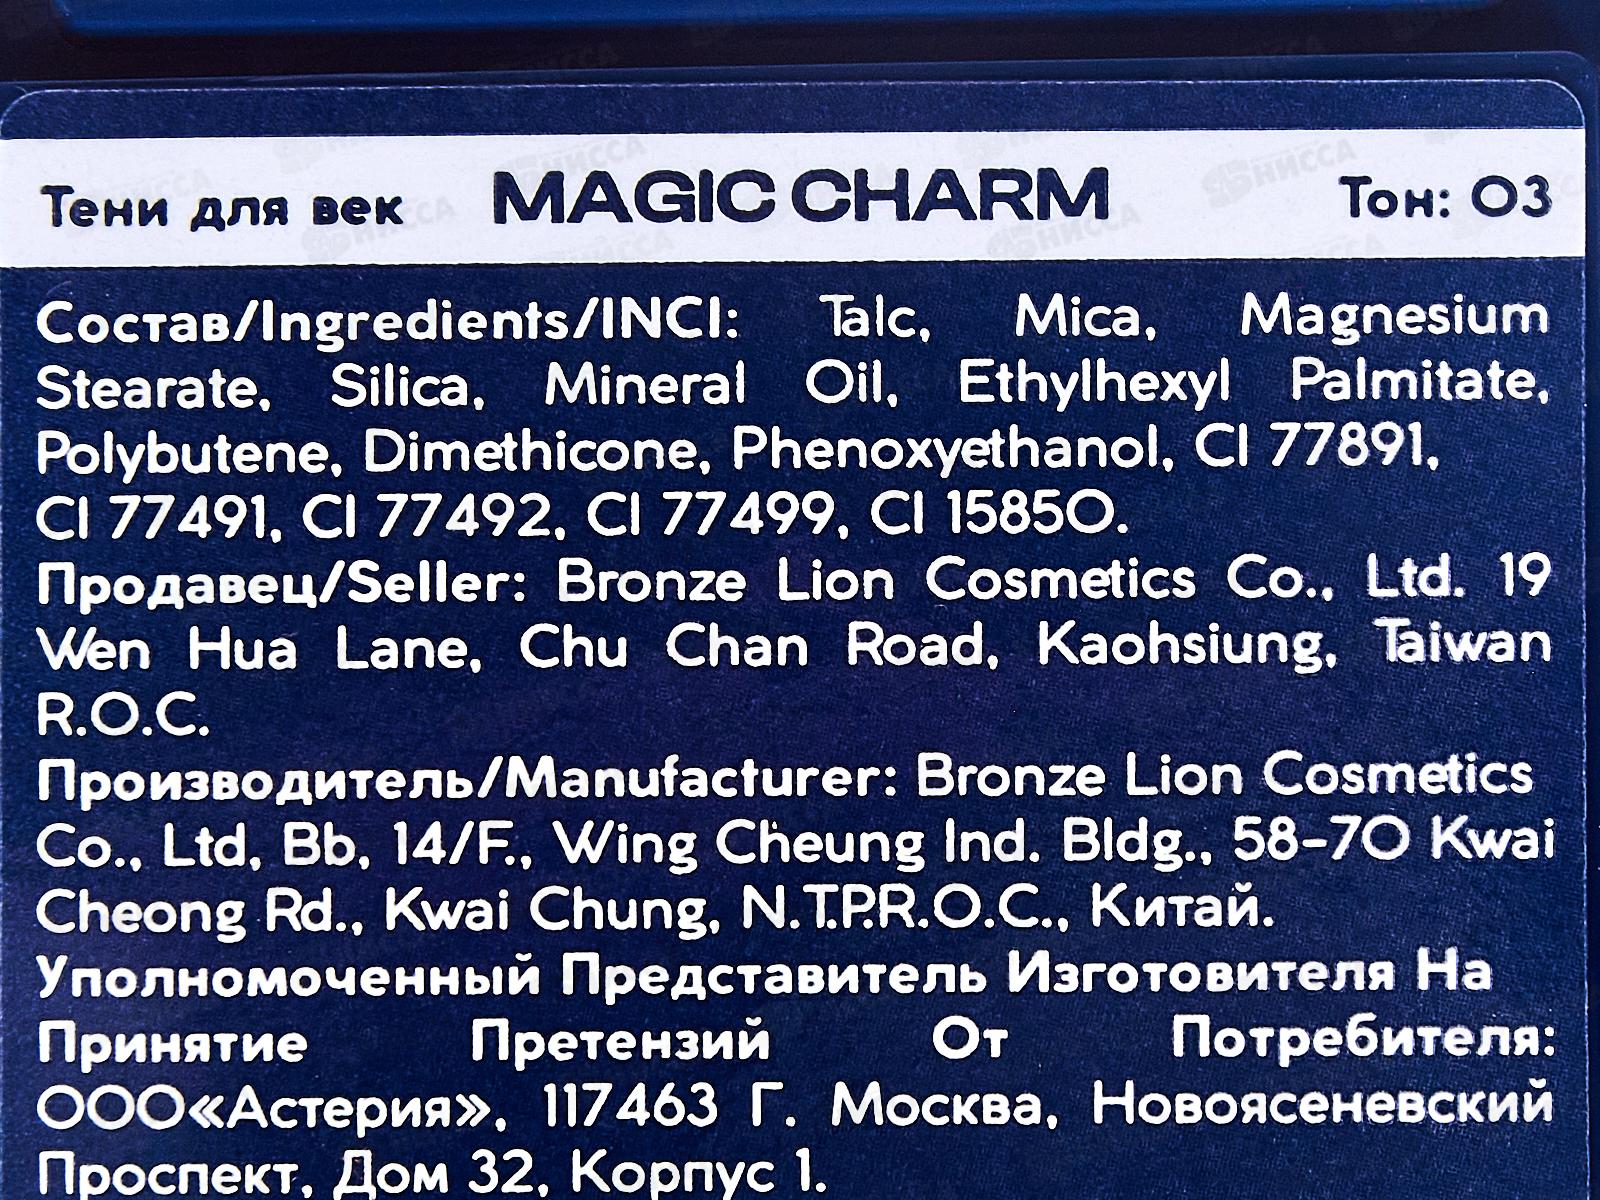 Тени для век MAGIC CHARM Тон: 03
Состав/Ingredients/INCI: Talc, Mica, Magnesium
Stearate, Silica, Mineral Oil, Ethylhexyl Palmitate,
Polybutene, Dimethicone, Phenoxyethanol, CI 77891,
CI 77491, CI 77492, CI 77499, CI 15850.
Продавец/Seller: Bronze Lion Cosmetics Co., Ltd. 19
Wen Hua Lane, Chu Chan Road, Kaohsiung, Taiwan
R.O.C.
Производитель/Manufacturer: Bronze Lion Cosmetics
Co., Ltd, Bb, 14/F., Wing Cheung Ind. Bldg., 58-70 Kwai
Cheong Rd., Kwai Chung, N.T.P.R.O.C., Китай.
Уполномоченный Представитель Изготовителя На
Принятие Претензий От Потребителя:
ООО«Астерия», 117463 Г. Москва, Новоясеневский
Проспект, Дом 32, Корпус 1.